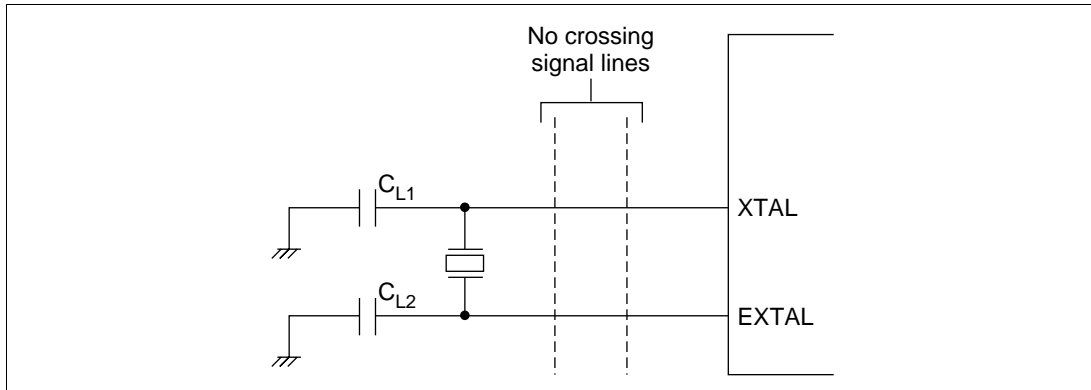 No crossing
signal lines
CL1
XTAL
CL2
EXTAL